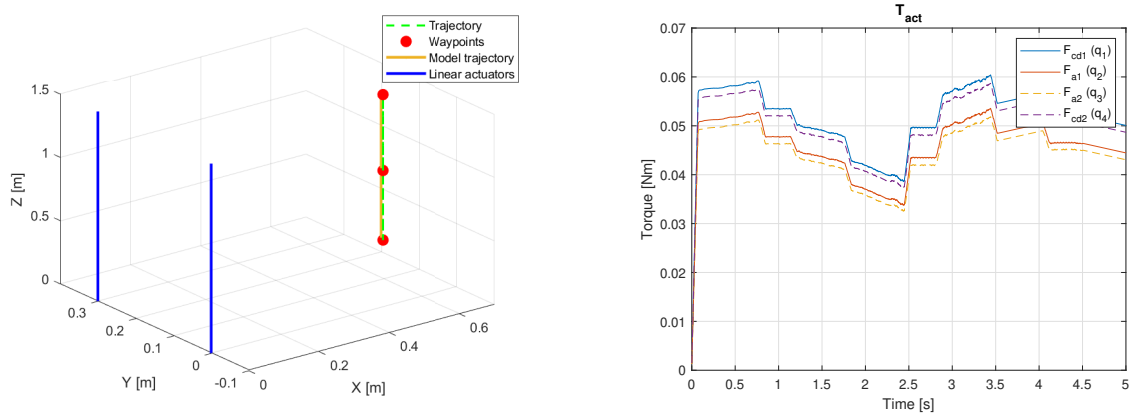 Trajectory
Waypoints
Model trajectory
Linear actuators
1.5
1
0.5
0
Z [m]
0.3
0.2
0.1
0
-0.1
Y [m]
0
0.2
0.4
0.6
X [m]
T_act
F_cd1 (q_1)
F_a1 (q_2)
F_a2 (q_3)
F_cd2 (q_4)
0.07
0.06
0.05
0.04
0.03
0.02
0.01
0
Torque [Nm]
0 0.5 1 1.5 2 2.5 3 3.5 4 4.5 5
Time [s]